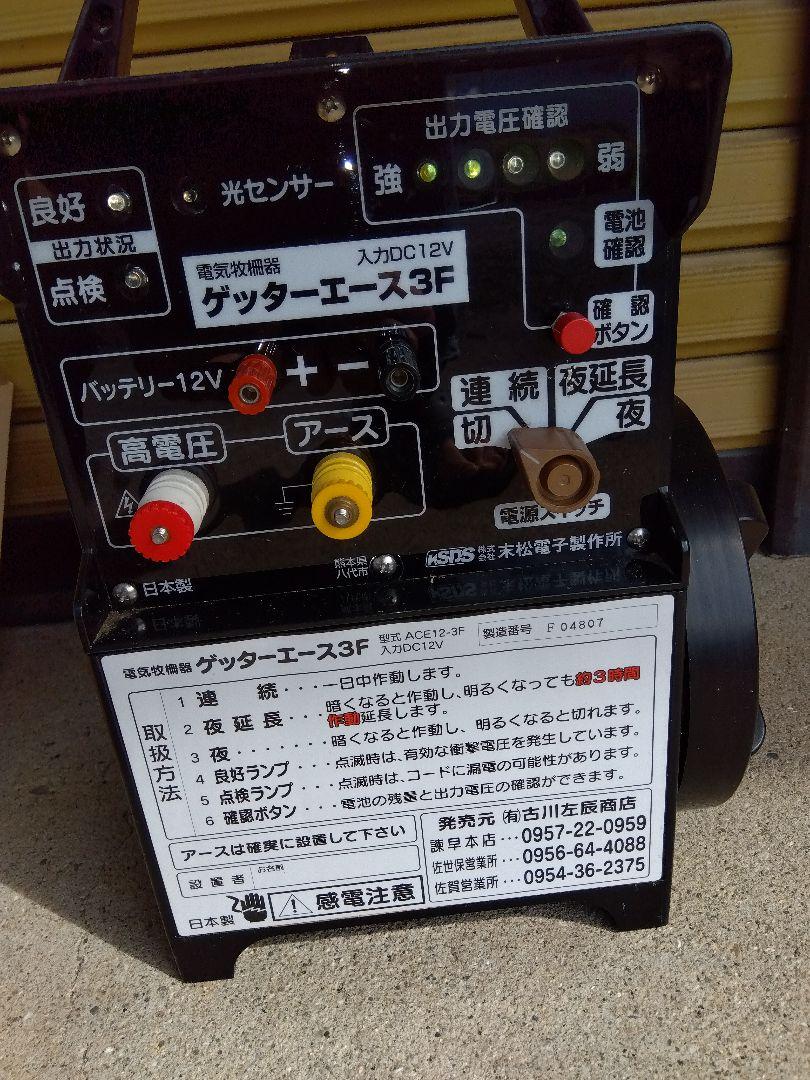 出力電圧確認
強
弱
良好
光センサー
出力状況
電池
確認
点検
電気牧柵器
入力DC12V
ゲッターエース3F
確認
ボタン
バッテリー12V
+ −
連続
夜延長
切
夜
高電圧
アース
電源スイッチ
日本製
熊本県
八代市
KSDS 株式会社 末松電子製作所
電気牧柵器 ゲッターエース3F 型式 ACE12-3F
入力DC12V
製造番号 F 04807
取扱方法
1 連続・・・一日中作動します。
2 夜延長・・・暗くなると作動し、明るくなっても約3時間
作動延長します。
3 夜・・・・・・・暗くなると作動し、明るくなると切れます。
4 良好ランプ・・・点滅時は、有効な衝撃電圧を発生しています。
5 点検ランプ・・・点滅時は、コードに漏電の可能性があります。
6 確認ボタン・・・電池の残量と出力電圧の確認ができます。
アースは確実に設置して下さい
設置者
お名前
日本製
感電注意
発売元 (有)古川左辰商店
諫早本店・・・0957-22-0959
佐世保営業所・・・0956-64-4088
佐賀営業所・・・0954-36-2375